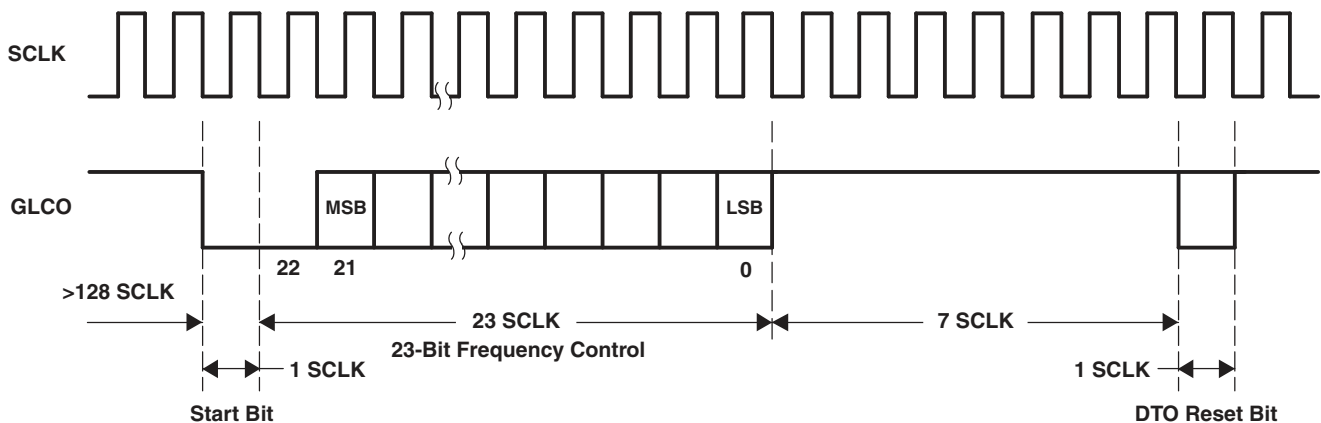 SCLK
GLCO
MSB
LSB
22
21
0
>128 SCLK
23 SCLK
7 SCLK
23-Bit Frequency Control
1 SCLK
1 SCLK
Start Bit
DTO Reset Bit